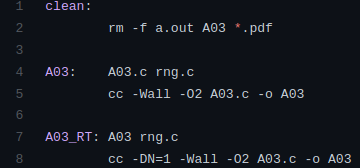 1 clean:
2 rm -f a.out A03 *.pdf
3
4 A03: A03.c rng.c
5 cc -Wall -O2 A03.c -o A03
6
7 A03_RT: A03 rng.c
8 cc -DN=1 -Wall -O2 A03.c -o A03